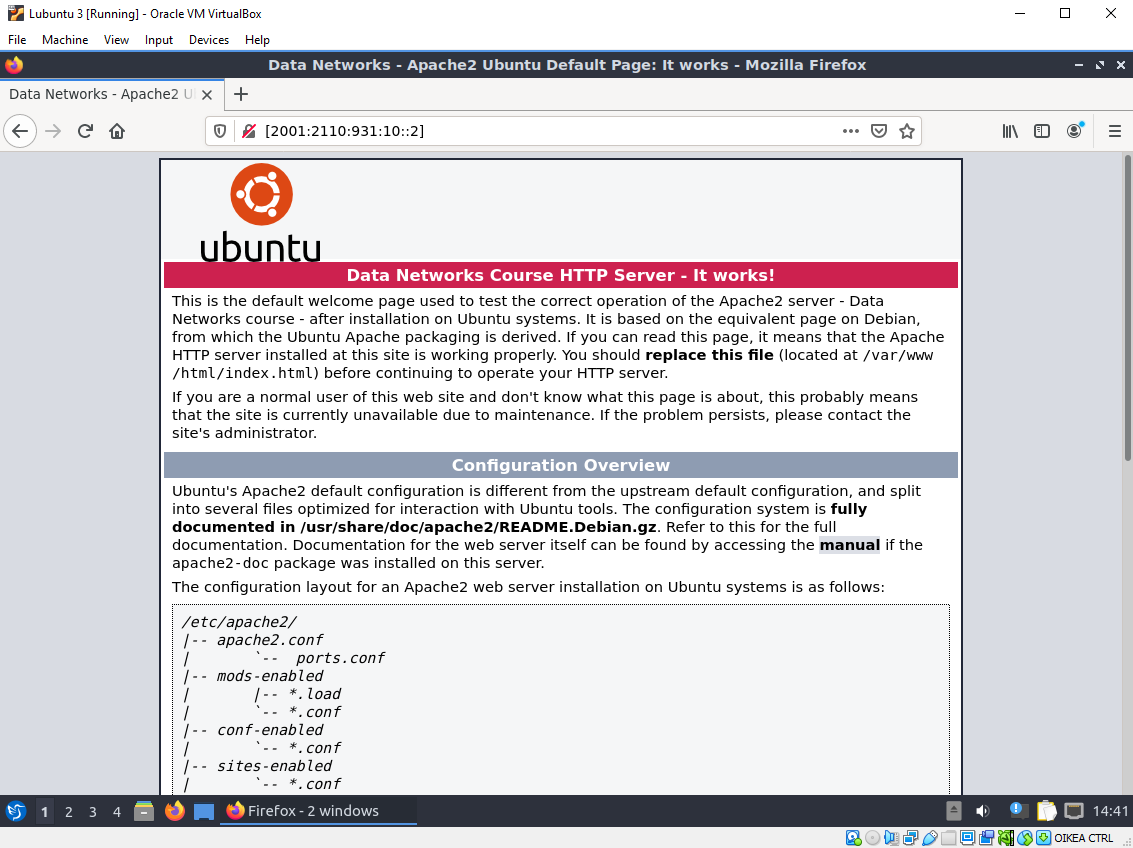 Lubuntu 3 [Running] - Oracle VM VirtualBox
File Machine View Input Devices Help
Data Networks - Apache2 Ubuntu Default Page: It works - Mozilla Firefox
Data Networks - Apache2 U
[2001:2110:931:10::2]
ubuntu
Data Networks Course HTTP Server - It works!
This is the default welcome page used to test the correct operation of the Apache2 server - Data
Networks course - after installation on Ubuntu systems. It is based on the equivalent page on Debian,
from which the Ubuntu Apache packaging is derived. If you can read this page, it means that the Apache
HTTP server installed at this site is working properly. You should replace this file (located at /var/www
/html/index.html) before continuing to operate your HTTP server.
If you are a normal user of this web site and don't know what this page is about, this probably means
that the site is currently unavailable due to maintenance. If the problem persists, please contact the
site's administrator.
Configuration Overview
Ubuntu's Apache2 default configuration is different from the upstream default configuration, and split
into several files optimized for interaction with Ubuntu tools. The configuration system is fully
documented in /usr/share/doc/apache2/README.Debian.gz. Refer to this for the full
documentation. Documentation for the web server itself can be found by accessing the manual if the
apache2-doc package was installed on this server.
The configuration layout for an Apache2 web server installation on Ubuntu systems is as follows:
/etc/apache2/
|-- apache2.conf
|       `--  ports.conf
|-- mods-enabled
|       |-- *.load
|       `-- *.conf
|-- conf-enabled
|       `-- *.conf
|-- sites-enabled
|       `-- *.conf
1 2 3 4 Firefox - 2 windows 14:41
OIKEA CTRL